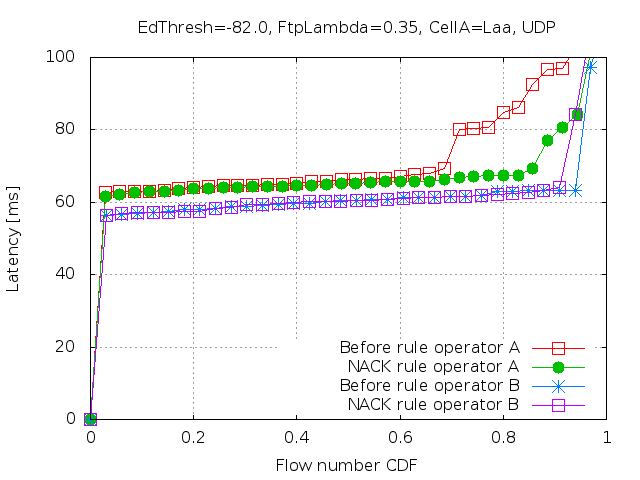 EdThresh=-82.0, FtpLambda=0.35, CellA=Laa, UDP
100
80
60
40
20
0
Latency [ms]
Before rule operator A
NACK rule operator A
Before rule operator B
NACK rule operator B
0 0.2 0.4 0.6 0.8 1
Flow number CDF